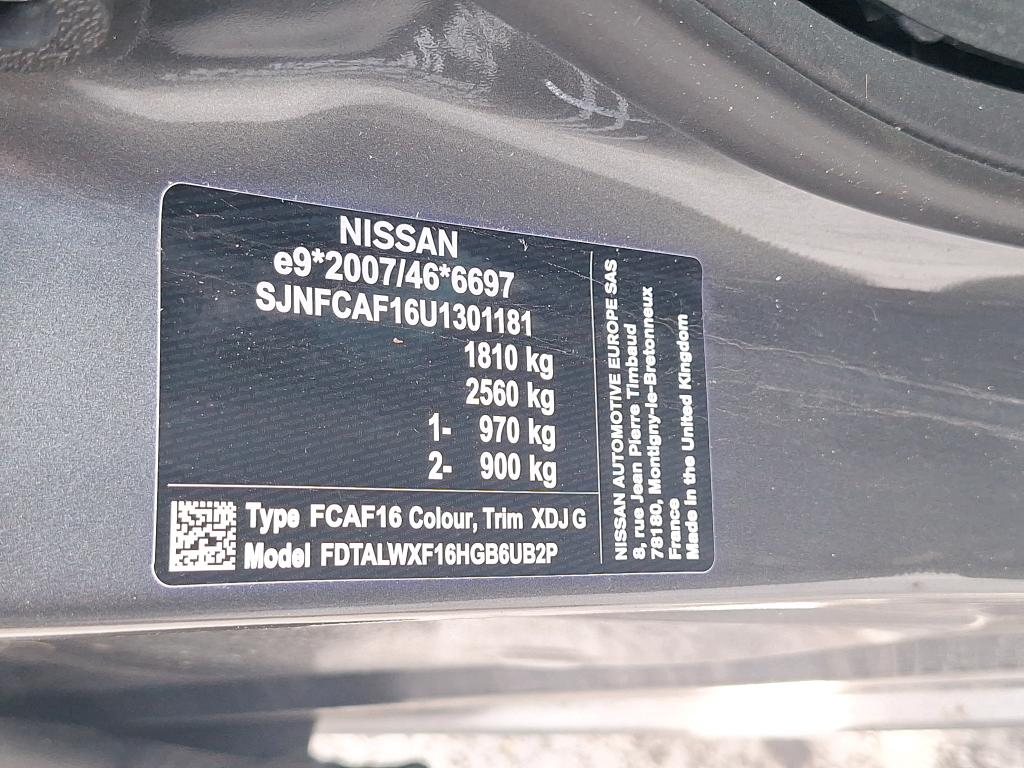 NISSAN
e9*2007/46*6697
SJNFCAF16U1301181
1810 kg
2560 kg
1- 970 kg
2- 900 kg
Type FCAF16 Colour, Trim XDJ G
Model FDTALWXF16HGB6UB2P
NISSAN AUTOMOTIVE EUROPE SAS
8, rue Jean Pierre Timbaud
78180, Montigny-le-Bretonneux
France
Made in the United Kingdom